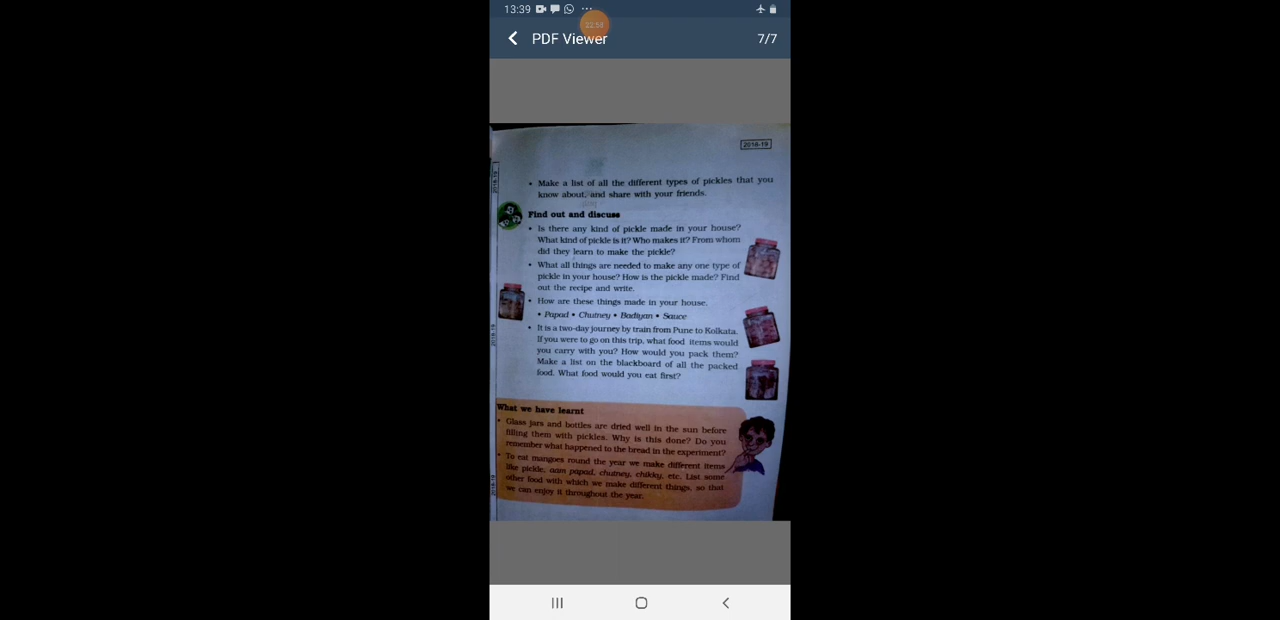 13:39 ...
22:58
PDF Viewer 7/7
2018-19
2018-19
• Make a list of all the different types of pickles that you
know about, and share with your friends.
Find out and discuss
• Is there any kind of pickle made in your house?
What kind of pickle is it? Who makes it? From whom
did they learn to make the pickle?
• What all things are needed to make any one type of
pickle in your house? How is the pickle made? Find
out the recipe and write.
• How are these things made in your house.
• Papad • Chutney • Badiyan • Sauce
2018-19
• It is a two-day journey by train from Pune to Kolkata.
If you were to go on this trip, what food items would
you carry with you? How would you pack them?
Make a list on the blackboard of all the packed
food. What food would you eat first?
What we have learnt
• Glass jars and bottles are dried well in the sun before
filling them with pickles. Why is this done? Do you
remember what happened to the bread in the experiment?
• To eat mangoes round the year we make different items
like pickle, aam papad, chutney, chikky, etc. List some
other food with which we make different things, so that
we can enjoy it throughout the year.
2018-19